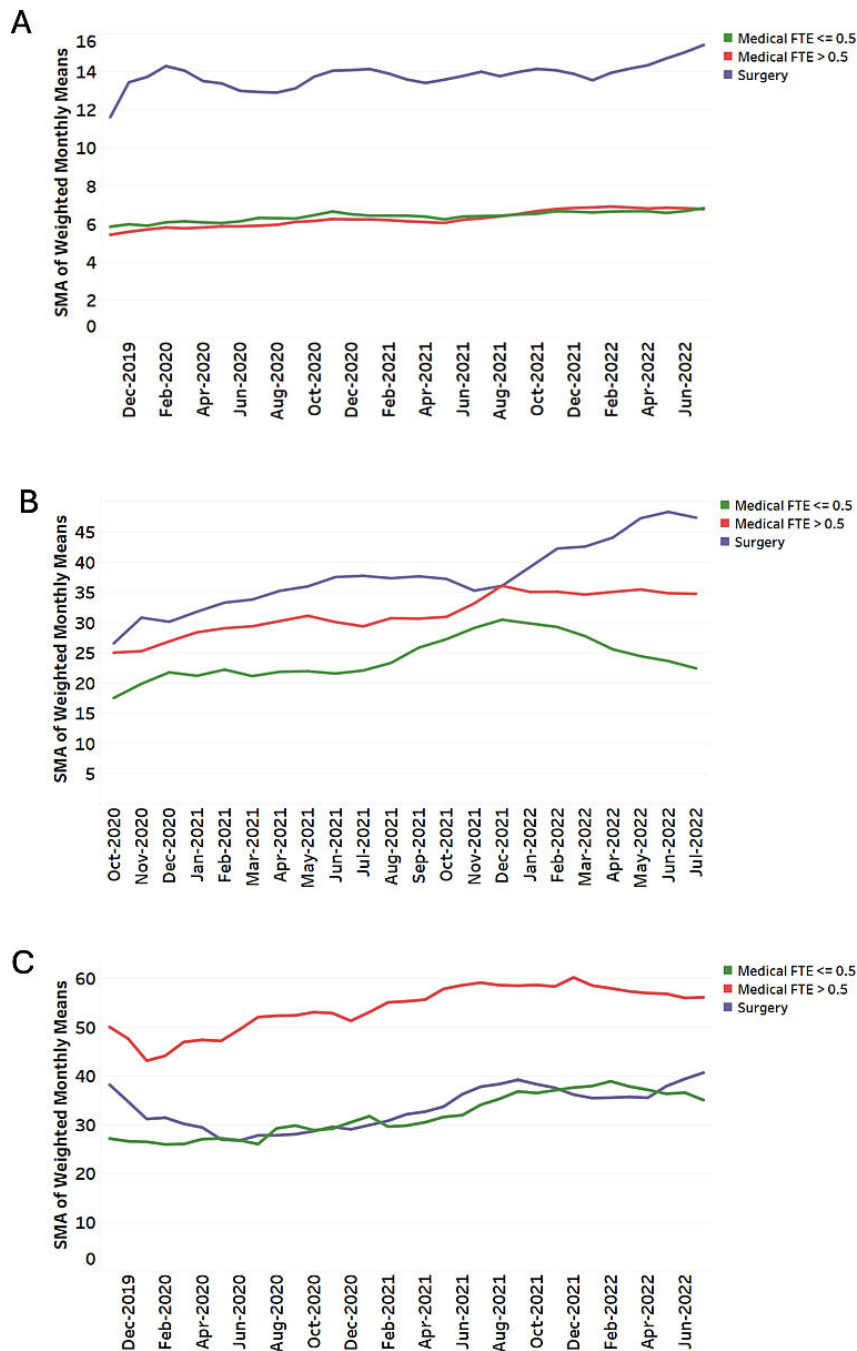 A
SMA of Weighted Monthly Means
16
14
12
10
8
6
4
2
0
Dec-2019
Feb-2020
Apr-2020
Jun-2020
Aug-2020
Oct-2020
Dec-2020
Feb-2021
Apr-2021
Jun-2021
Aug-2021
Oct-2021
Dec-2021
Feb-2022
Apr-2022
Jun-2022
Medical FTE <= 0.5
Medical FTE > 0.5
Surgery
B
SMA of Weighted Monthly Means
45
40
35
30
25
20
15
10
5
Oct-2020
Nov-2020
Dec-2020
Jan-2021
Feb-2021
Mar-2021
Apr-2021
May-2021
Jun-2021
Jul-2021
Aug-2021
Sep-2021
Oct-2021
Nov-2021
Dec-2021
Jan-2022
Feb-2022
Mar-2022
Apr-2022
May-2022
Jun-2022
Jul-2022
Medical FTE <= 0.5
Medical FTE > 0.5
Surgery
C
SMA of Weighted Monthly Means
60
50
40
30
20
10
0
Dec-2019
Feb-2020
Apr-2020
Jun-2020
Aug-2020
Oct-2020
Dec-2020
Feb-2021
Apr-2021
Jun-2021
Aug-2021
Oct-2021
Dec-2021
Feb-2022
Apr-2022
Jun-2022
Medical FTE <= 0.5
Medical FTE > 0.5
Surgery